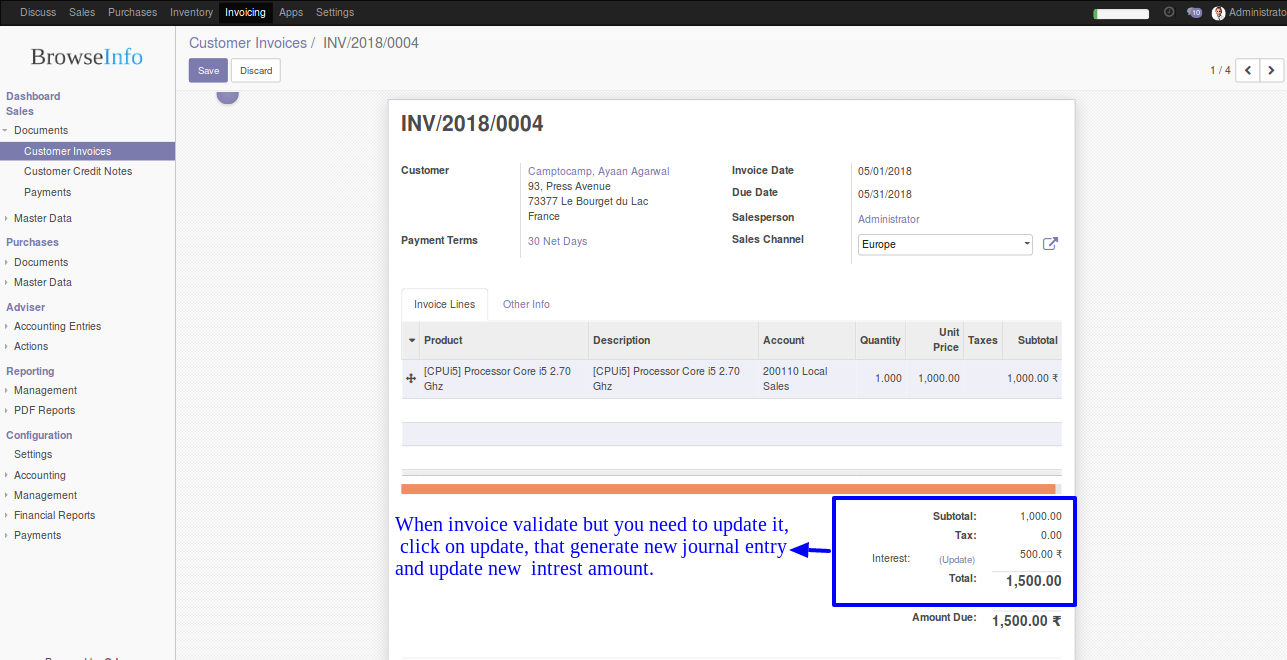 Discuss Sales Purchases Inventory Invoicing Apps Settings 10 Administrato
BrowseInfo
Customer Invoices / INV/2018/0004
Save Discard
1 / 4
Dashboard
Sales
Documents
Customer Invoices
Customer Credit Notes
Payments
Master Data
Purchases
Documents
Master Data
Adviser
Accounting Entries
Actions
Reporting
Management
PDF Reports
Configuration
Settings
Accounting
Management
Financial Reports
Payments
INV/2018/0004
Customer
Camptocamp, Ayaan Agarwal
93, Press Avenue
73377 Le Bourget du Lac
France
Payment Terms 30 Net Days
Invoice Date 05/01/2018
Due Date 05/31/2018
Salesperson Administrator
Sales Channel Europe
Invoice Lines Other Info
Product Description Account Quantity Unit Price Taxes Subtotal
[CPUi5] Processor Core i5 2.70 Ghz [CPUi5] Processor Core i5 2.70 Ghz 200110 Local Sales 1.000 1,000.00 1,000.00 ₹
When invoice validate but you need to update it,
click on update, that generate new journal entry
and update new intrest amount.
Subtotal: 1,000.00
Tax: 0.00
Interest: (Update) 500.00 ₹
Total: 1,500.00
Amount Due: 1,500.00 ₹